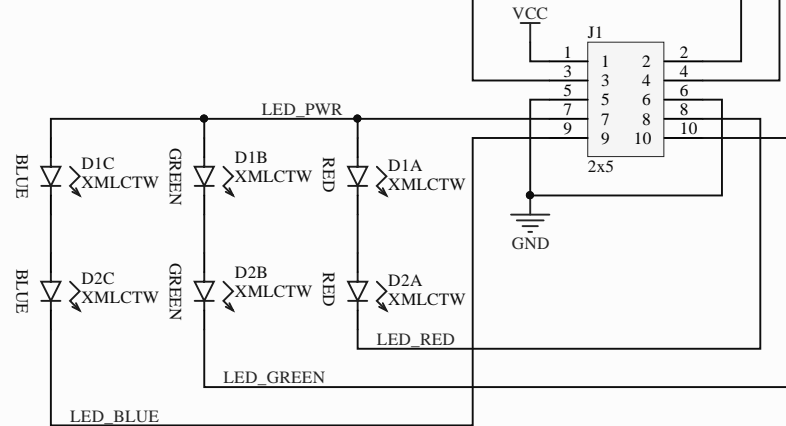 VCC
J1
1 1 2 2
3 3 4 4
5 5 6 6
7 7 8 8
9 9 10 10
2x5
GND
LED_PWR
BLUE
D1C
XMLCTW
GREEN
D1B
XMLCTW
RED
D1A
XMLCTW
BLUE
D2C
XMLCTW
GREEN
D2B
XMLCTW
RED
D2A
XMLCTW
LED_RED
LED_GREEN
LED_BLUE